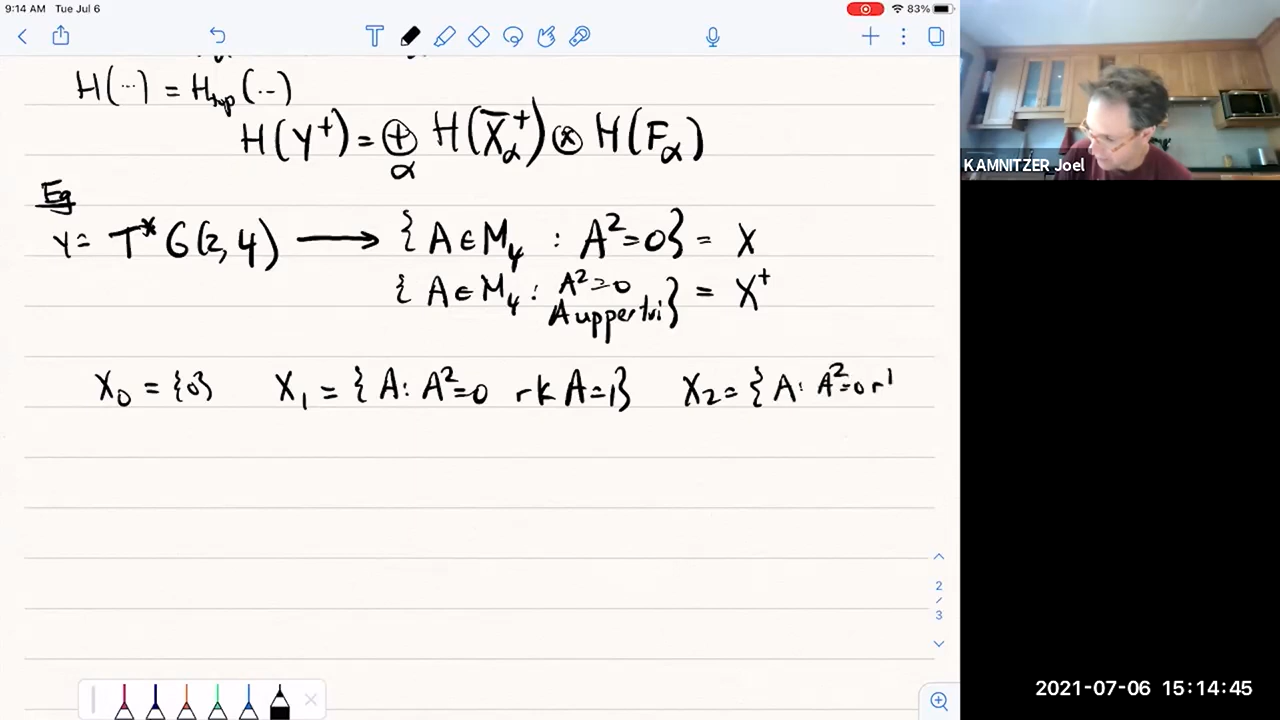 9:14 AM Tue Jul 6
83%
H(...) = H_top(...)
H(Y⁺) = ⊕_α H(X̄_α⁺) ⊗ H(F_α)
Eg
Y = T*G(2,4) ⟶ { A ∈ M₄ : A²=0 } = X
{ A ∈ M₄ : A²=0 A upper tri } = X⁺
X₀ = {0} X₁ = { A : A²=0 rk A=1 } X₂ = { A : A²=0 r
2
/
3
KAMNITZER Joel
2021-07-06 15:14:45